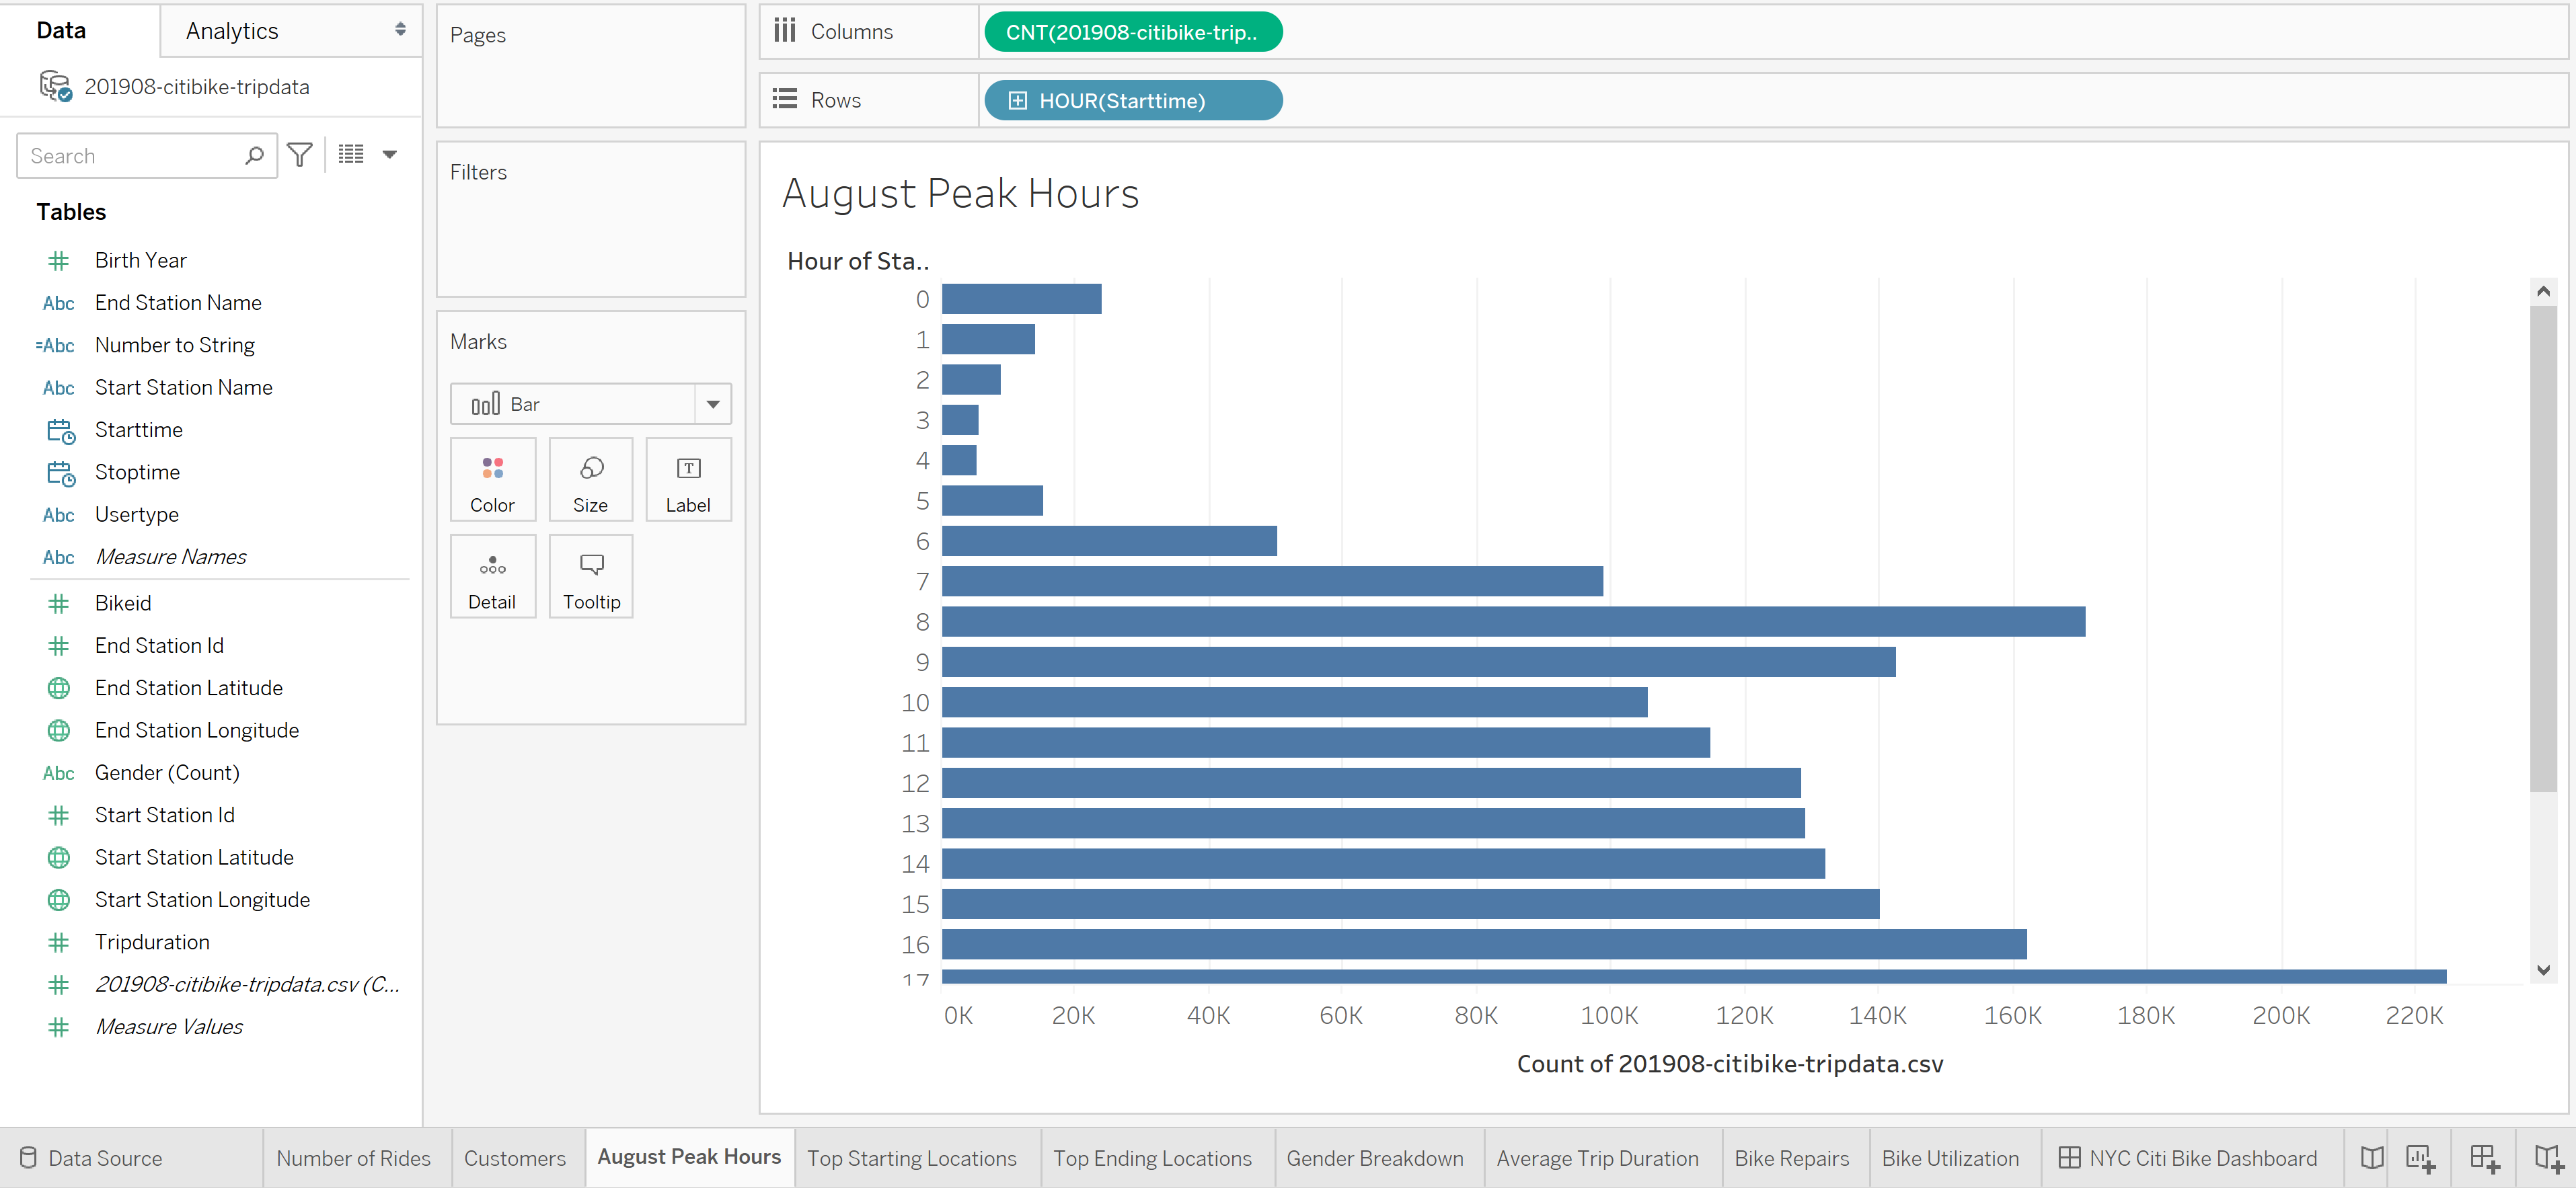 Data
Analytics
201908-citibike-tripdata
Search
Tables
Birth Year
Abc End Station Name
=Abc Number to String
Abc Start Station Name
Starttime
Stoptime
Abc Usertype
Abc Measure Names
Bikeid
End Station Id
End Station Latitude
End Station Longitude
Abc Gender (Count)
Start Station Id
Start Station Latitude
Start Station Longitude
Tripduration
201908-citibike-tripdata.csv (C...
Measure Values
Pages
Filters
Marks
Bar
Color Size Label
Detail Tooltip
Columns CNT(201908-citibike-trip..
Rows HOUR(Starttime)
August Peak Hours
Hour of Sta..
0
1
2
3
4
5
6
7
8
9
10
11
12
13
14
15
16
17
0K 20K 40K 60K 80K 100K 120K 140K 160K 180K 200K 220K
Count of 201908-citibike-tripdata.csv
Data Source Number of Rides Customers August Peak Hours Top Starting Locations Top Ending Locations Gender Breakdown Average Trip Duration Bike Repairs Bike Utilization NYC Citi Bike Dashboard